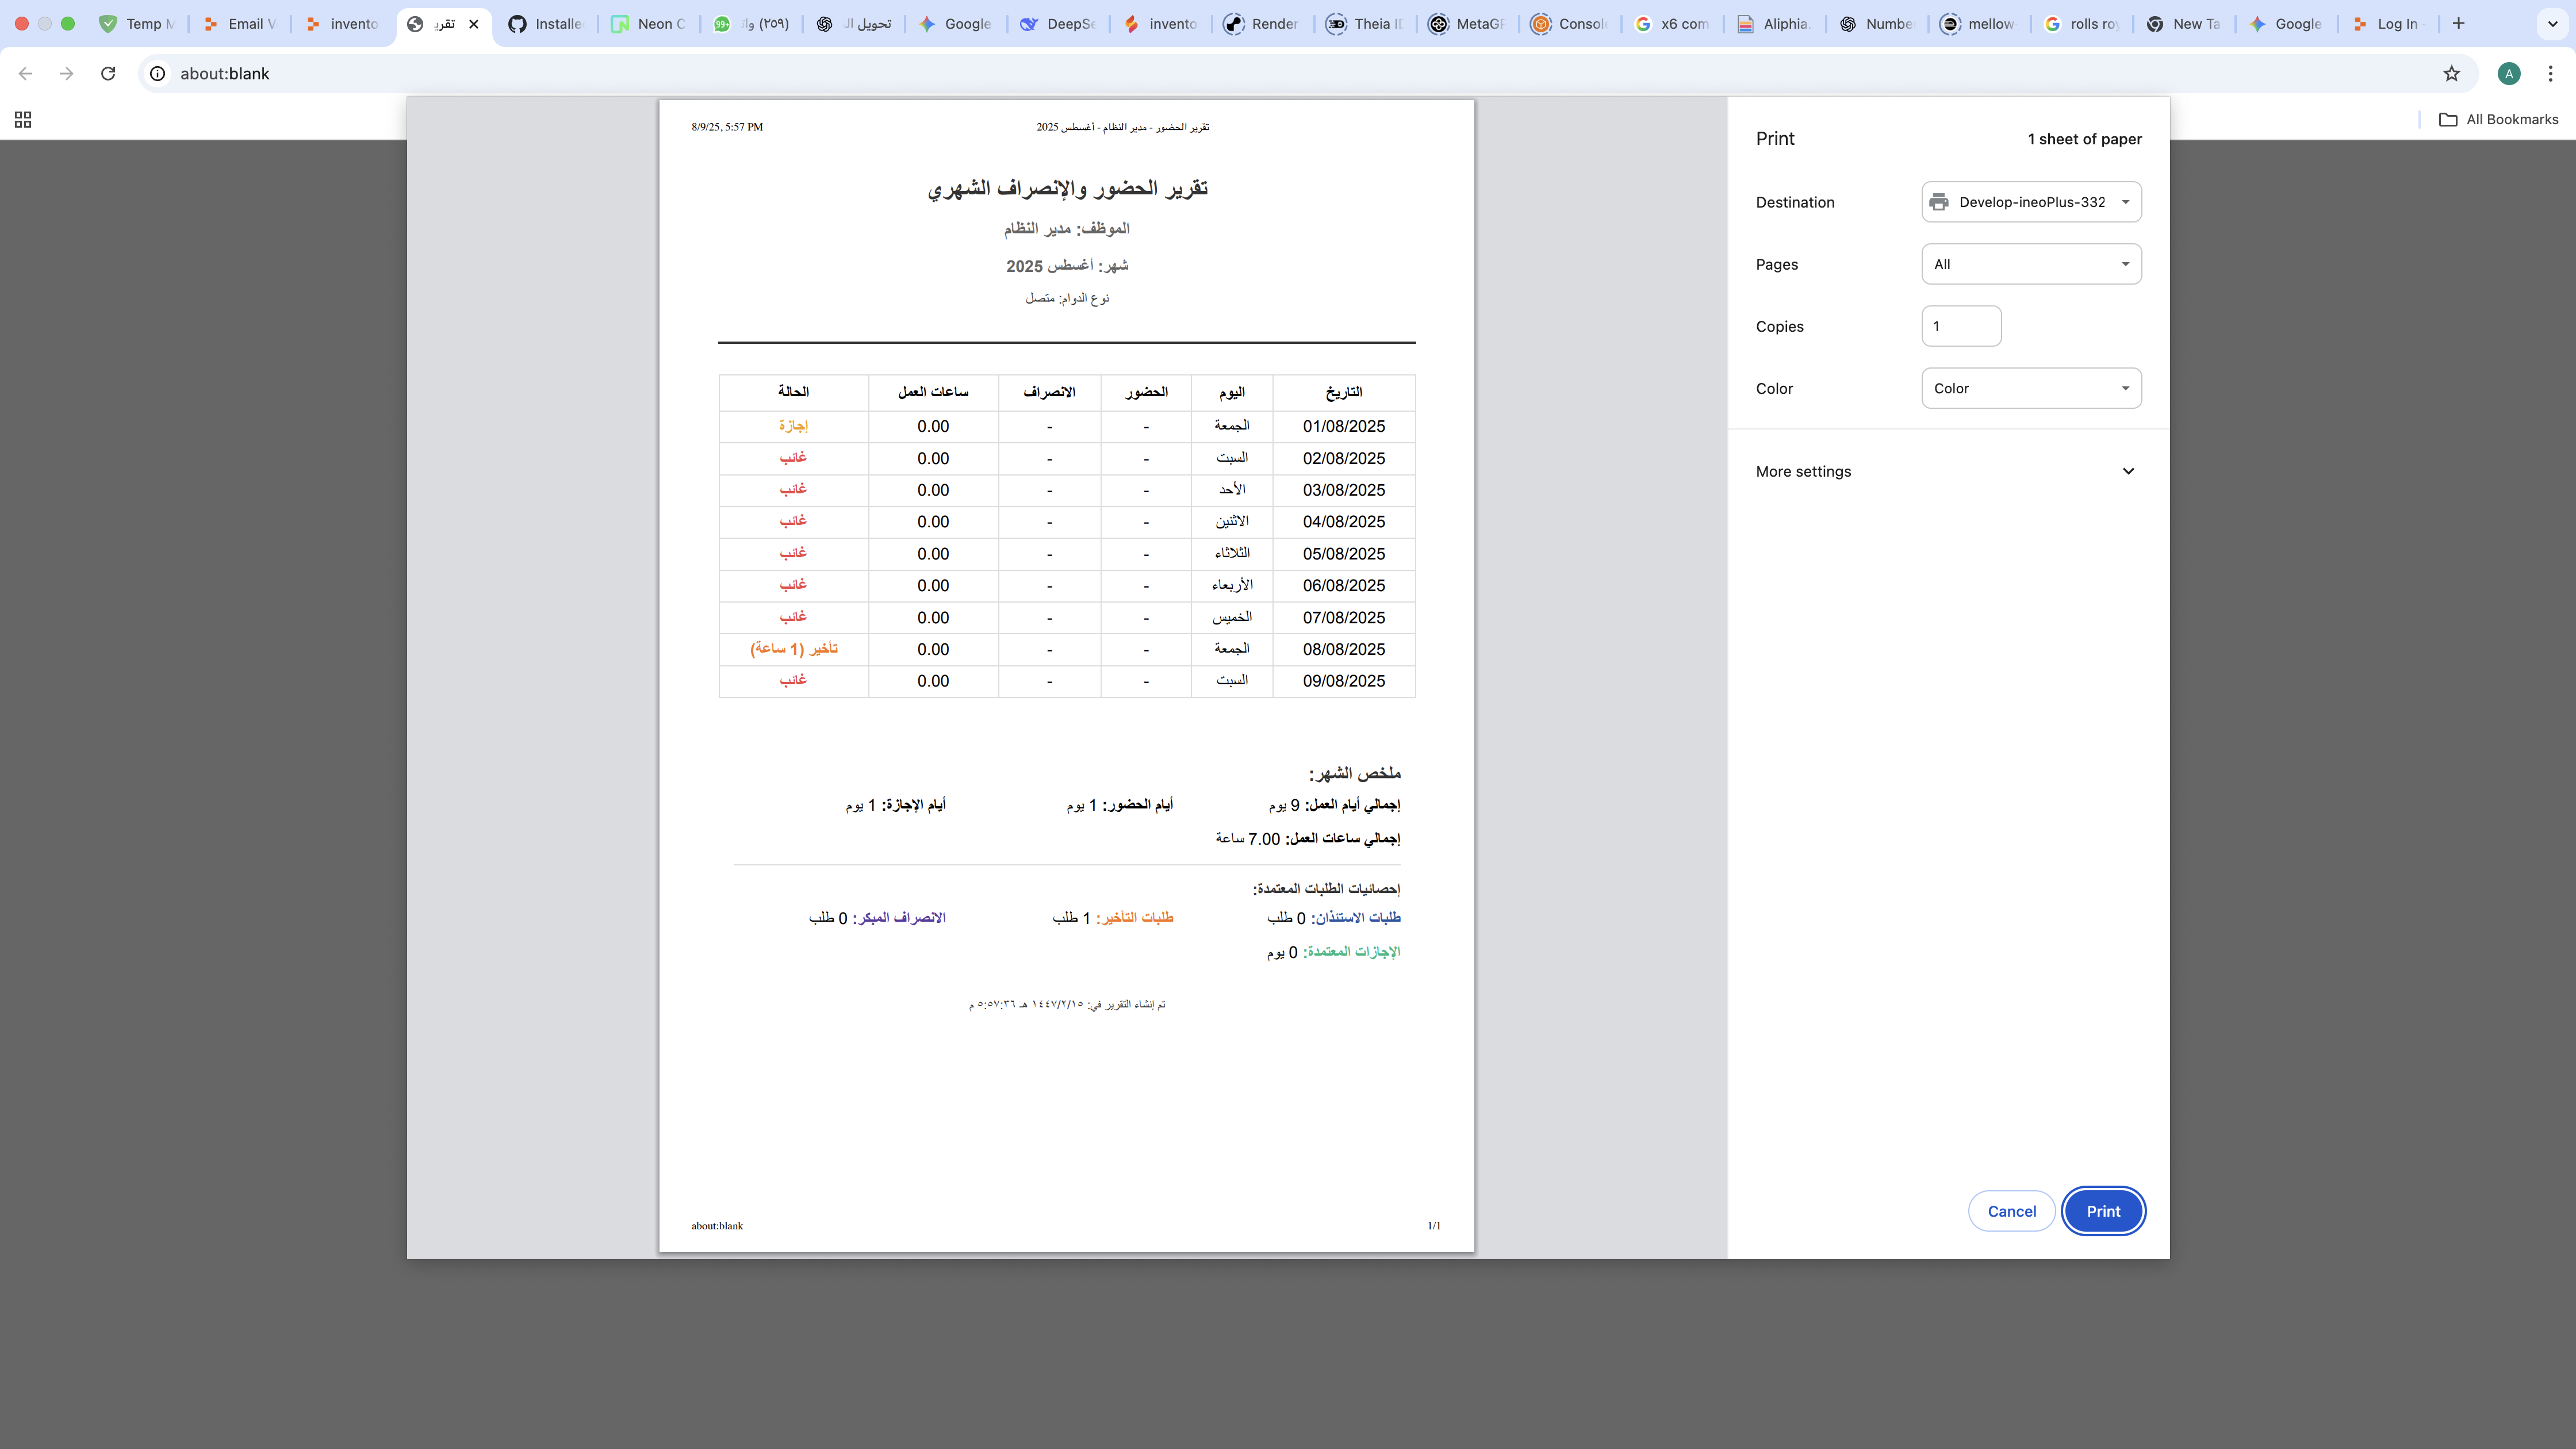 Temp M
Email V
invento
تقري
Installe
Neon C
(٢٥٩) وات
تحويل ال
Google
DeepSe
invento
Render
Theia I
MetaGP
Consol
x6 com
Aliphia.
Numbe
mellow
rolls roy
New Ta
Google
Log In -
about:blank
A
All Bookmarks
8/9/25, 5:57 PM
تقرير الحضور - مدير النظام - أغسطس 2025
تقرير الحضور والإنصراف الشهري
الموظف: مدير النظام
شهر: أغسطس 2025
نوع الدوام: متصل
التاريخ اليوم الحضور الانصراف ساعات العمل الحالة
01/08/2025 الجمعة - - 0.00 إجازة
02/08/2025 السبت - - 0.00 غائب
03/08/2025 الأحد - - 0.00 غائب
04/08/2025 الاثنين - - 0.00 غائب
05/08/2025 الثلاثاء - - 0.00 غائب
06/08/2025 الأربعاء - - 0.00 غائب
07/08/2025 الخميس - - 0.00 غائب
08/08/2025 الجمعة - - 0.00 تأخير (1 ساعة)
09/08/2025 السبت - - 0.00 غائب
ملخص الشهر:
إجمالي أيام العمل: 9 يوم أيام الحضور: 1 يوم أيام الإجازة: 1 يوم
إجمالي ساعات العمل: 7.00 ساعة
إحصائيات الطلبات المعتمدة:
طلبات الاستئذان: 0 طلب طلبات التأخير: 1 طلب الانصراف المبكر: 0 طلب
الإجازات المعتمدة: 0 يوم
تم إنشاء التقرير في: ١٤٤٧/٢/١٥ هـ ٥:٥٧:٣٦ م
about:blank
1/1
Print
1 sheet of paper
Destination
Develop-ineoPlus-332
Pages
All
Copies
1
Color
Color
More settings
Cancel
Print